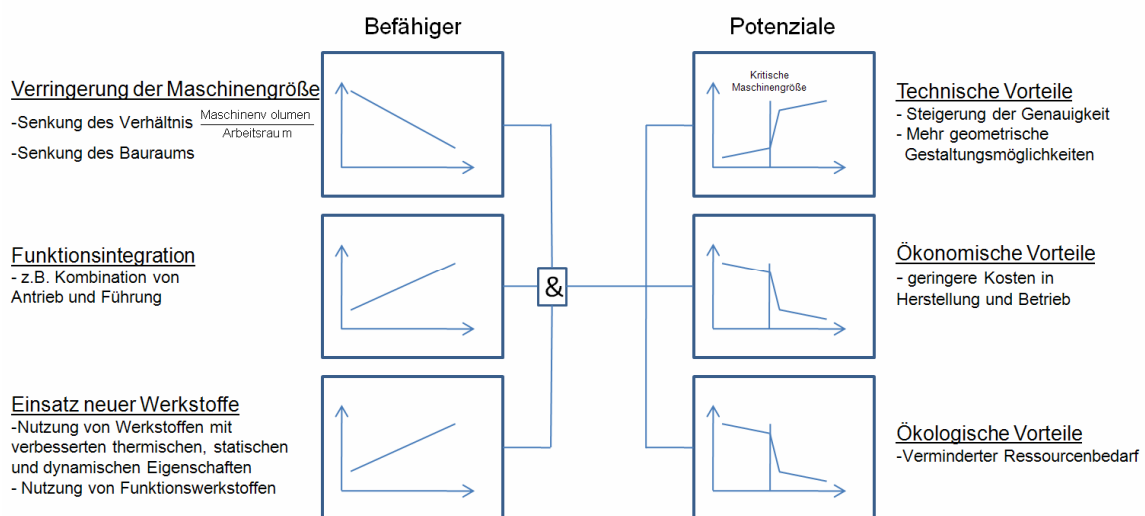 Befähiger
Potenziale
Verringerung der Maschinengröße
-Senkung des Verhältnis Maschinenv olumen
Arbeitsrau m
-Senkung des Bauraums
Funktionsintegration
- z.B. Kombination von
Antrieb und Führung
Einsatz neuer Werkstoffe
-Nutzung von Werkstoffen mit
verbesserten thermischen, statischen
und dynamischen Eigenschaften
- Nutzung von Funktionswerkstoffen
&
Kritische
Maschinengröße
Technische Vorteile
- Steigerung der Genauigkeit
- Mehr geometrische
Gestaltungsmöglichkeiten
Ökonomische Vorteile
- geringere Kosten in
Herstellung und Betrieb
Ökologische Vorteile
-Verminderter Ressourcenbedarf